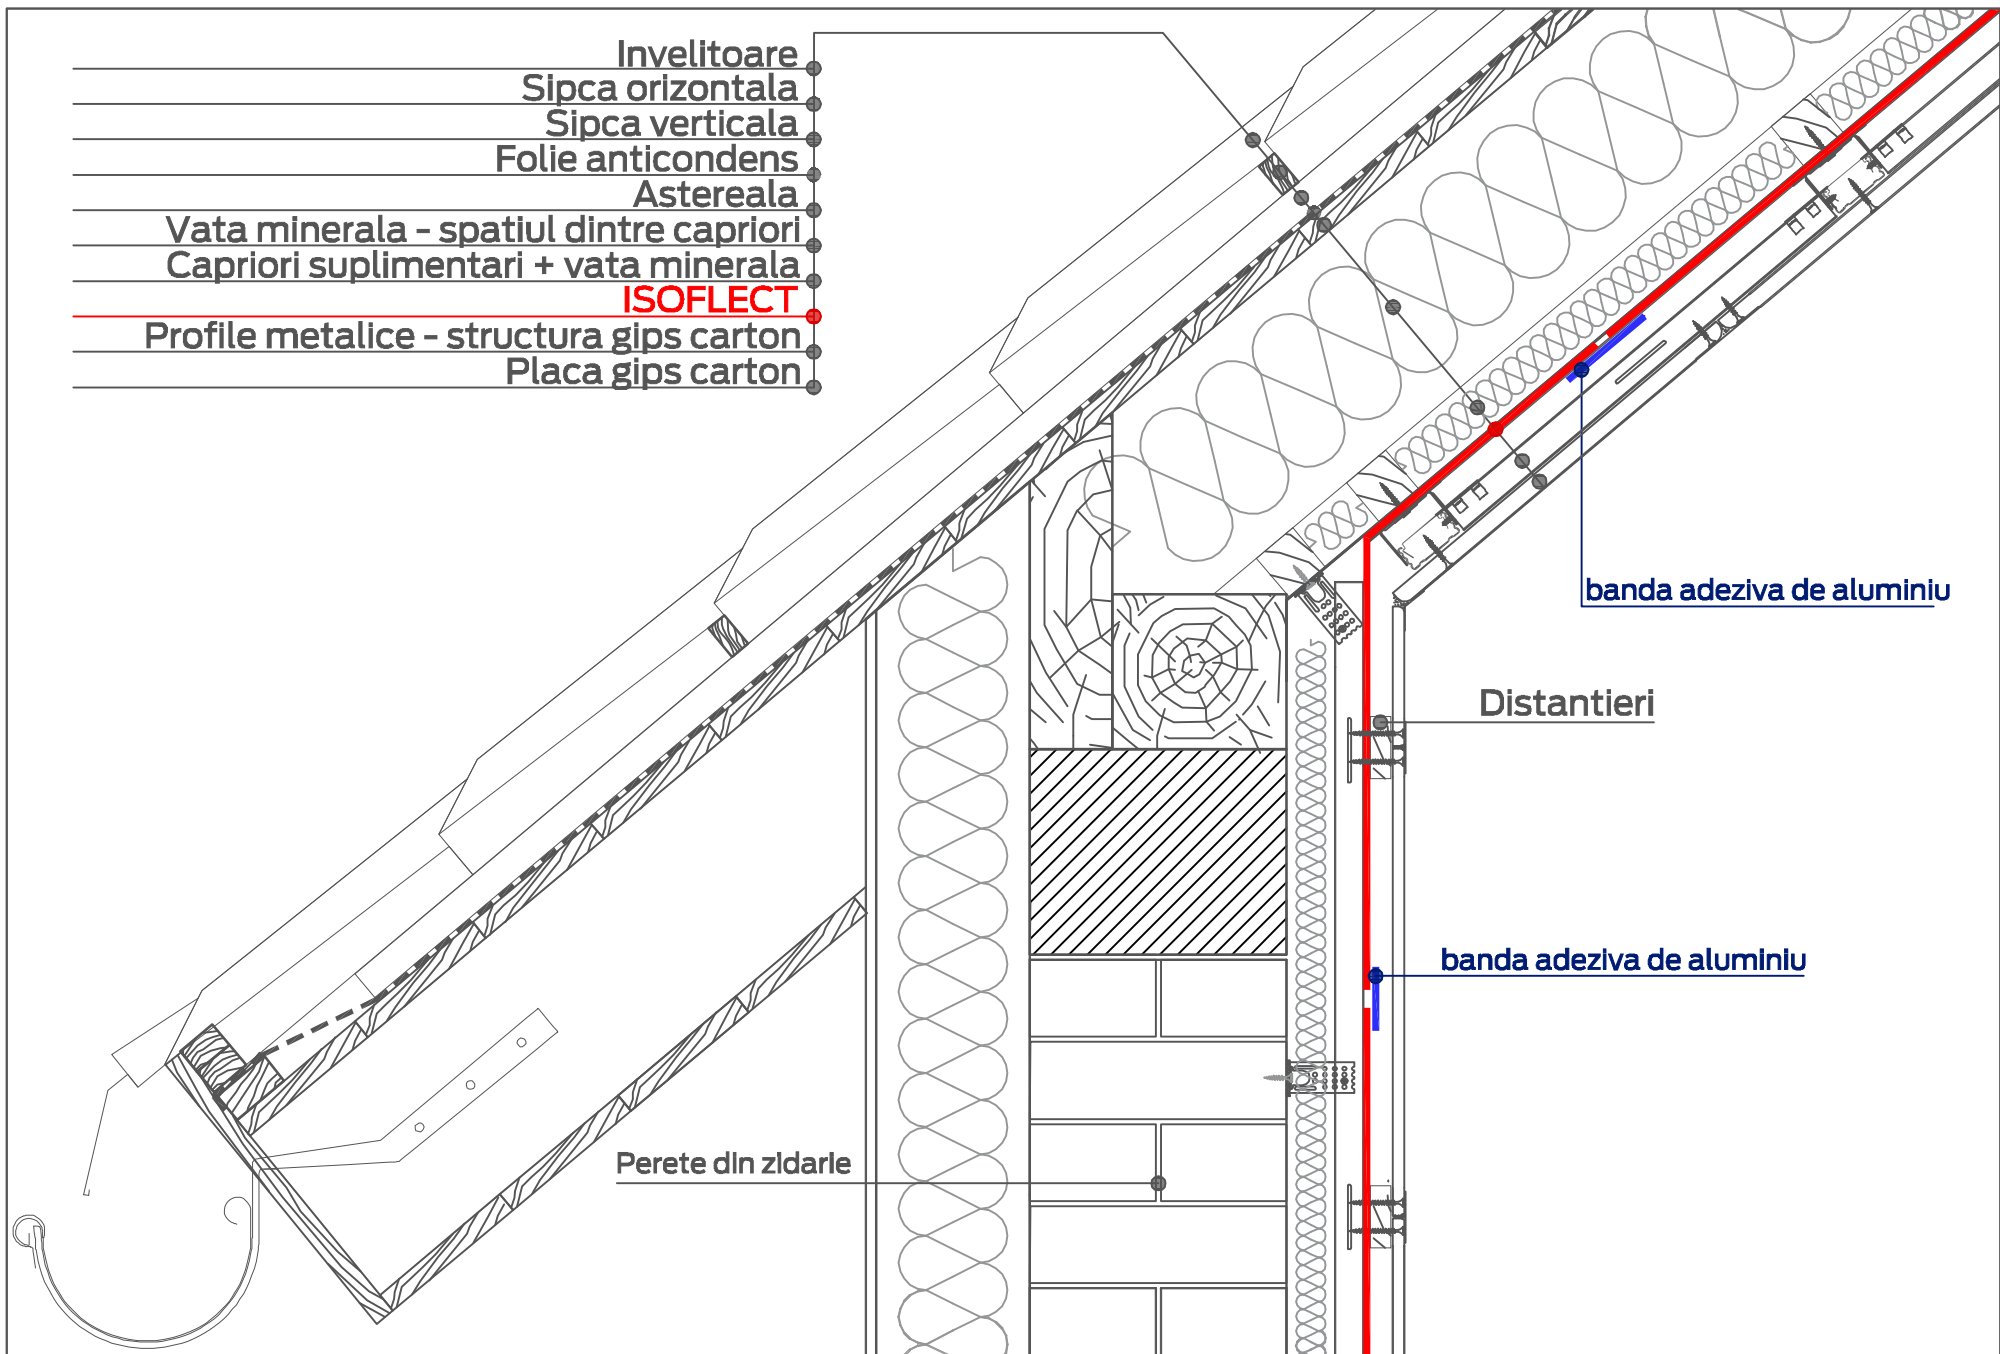 Invelitoare
Sipca orizontala
Sipca verticala
Folie anticondens
Astereala
Vata minerala - spatiul dintre capriori
Capriori suplimentari + vata minerala
ISOFLECT
Profile metalice - structura gips carton
Placa gips carton
banda adeziva de aluminiu
Distantieri
banda adeziva de aluminiu
Perete din zidarie